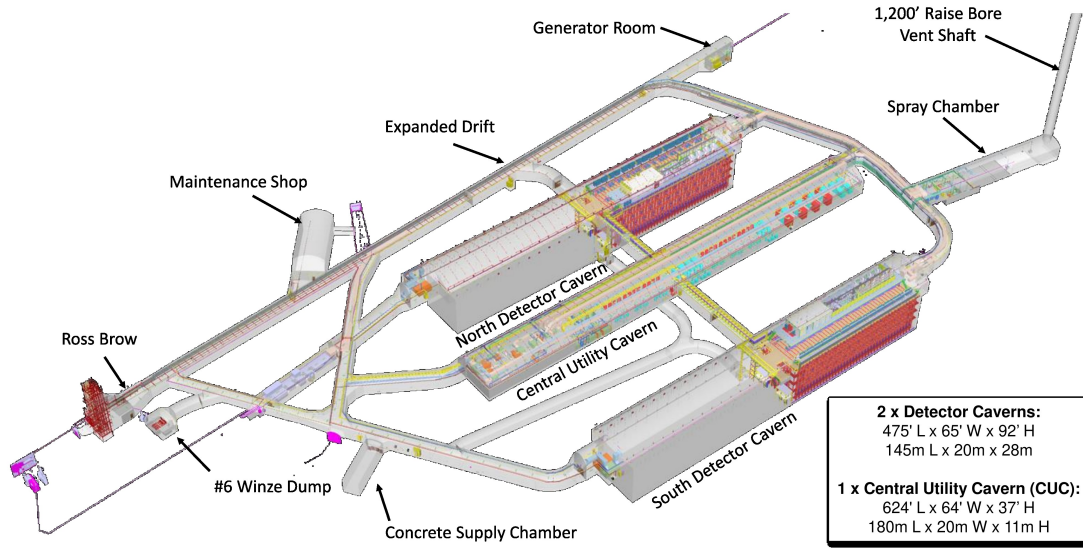 1,200’ Raise Bore
Vent Shaft
Generator Room
Spray Chamber
Expanded Drift
Maintenance Shop
North Detector Cavern
Ross Brow
Central Utility Cavern
South Detector Cavern
#6 Winze Dump
Concrete Supply Chamber
2 x Detector Caverns:
475' L x 65' W x 92' H
145m L x 20m x 28m
1 x Central Utility Cavern (CUC):
624' L x 64' W x 37' H
180m L x 20m W x 11m H